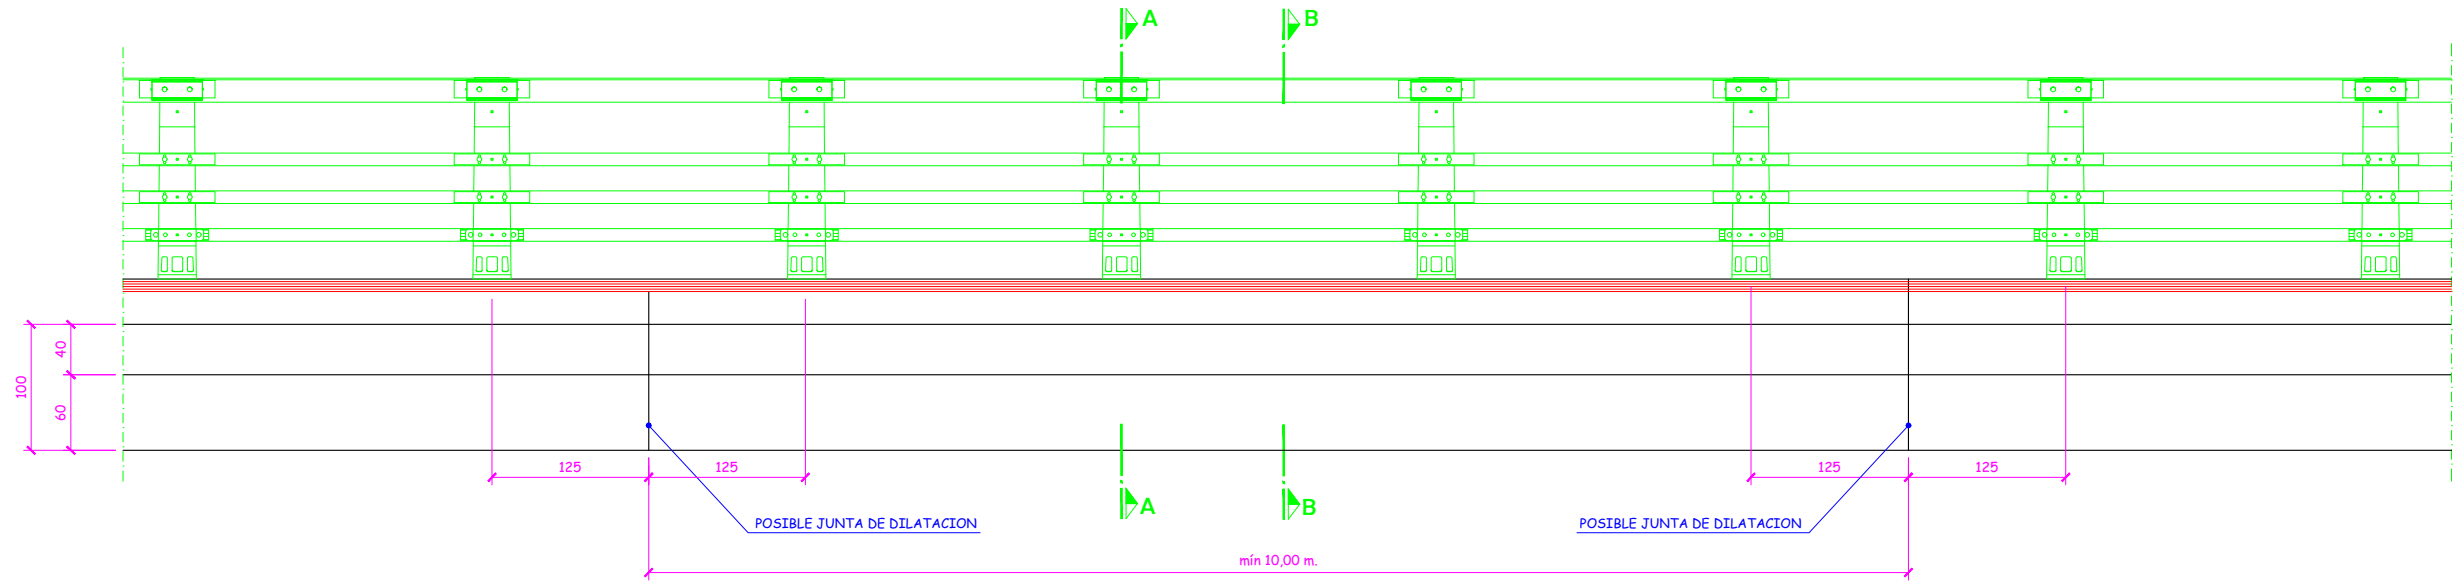 A
B
40
100
60
125
125
125
125
A
B
POSIBLE JUNTA DE DILATACION
POSIBLE JUNTA DE DILATACION
mín 10,00 m.